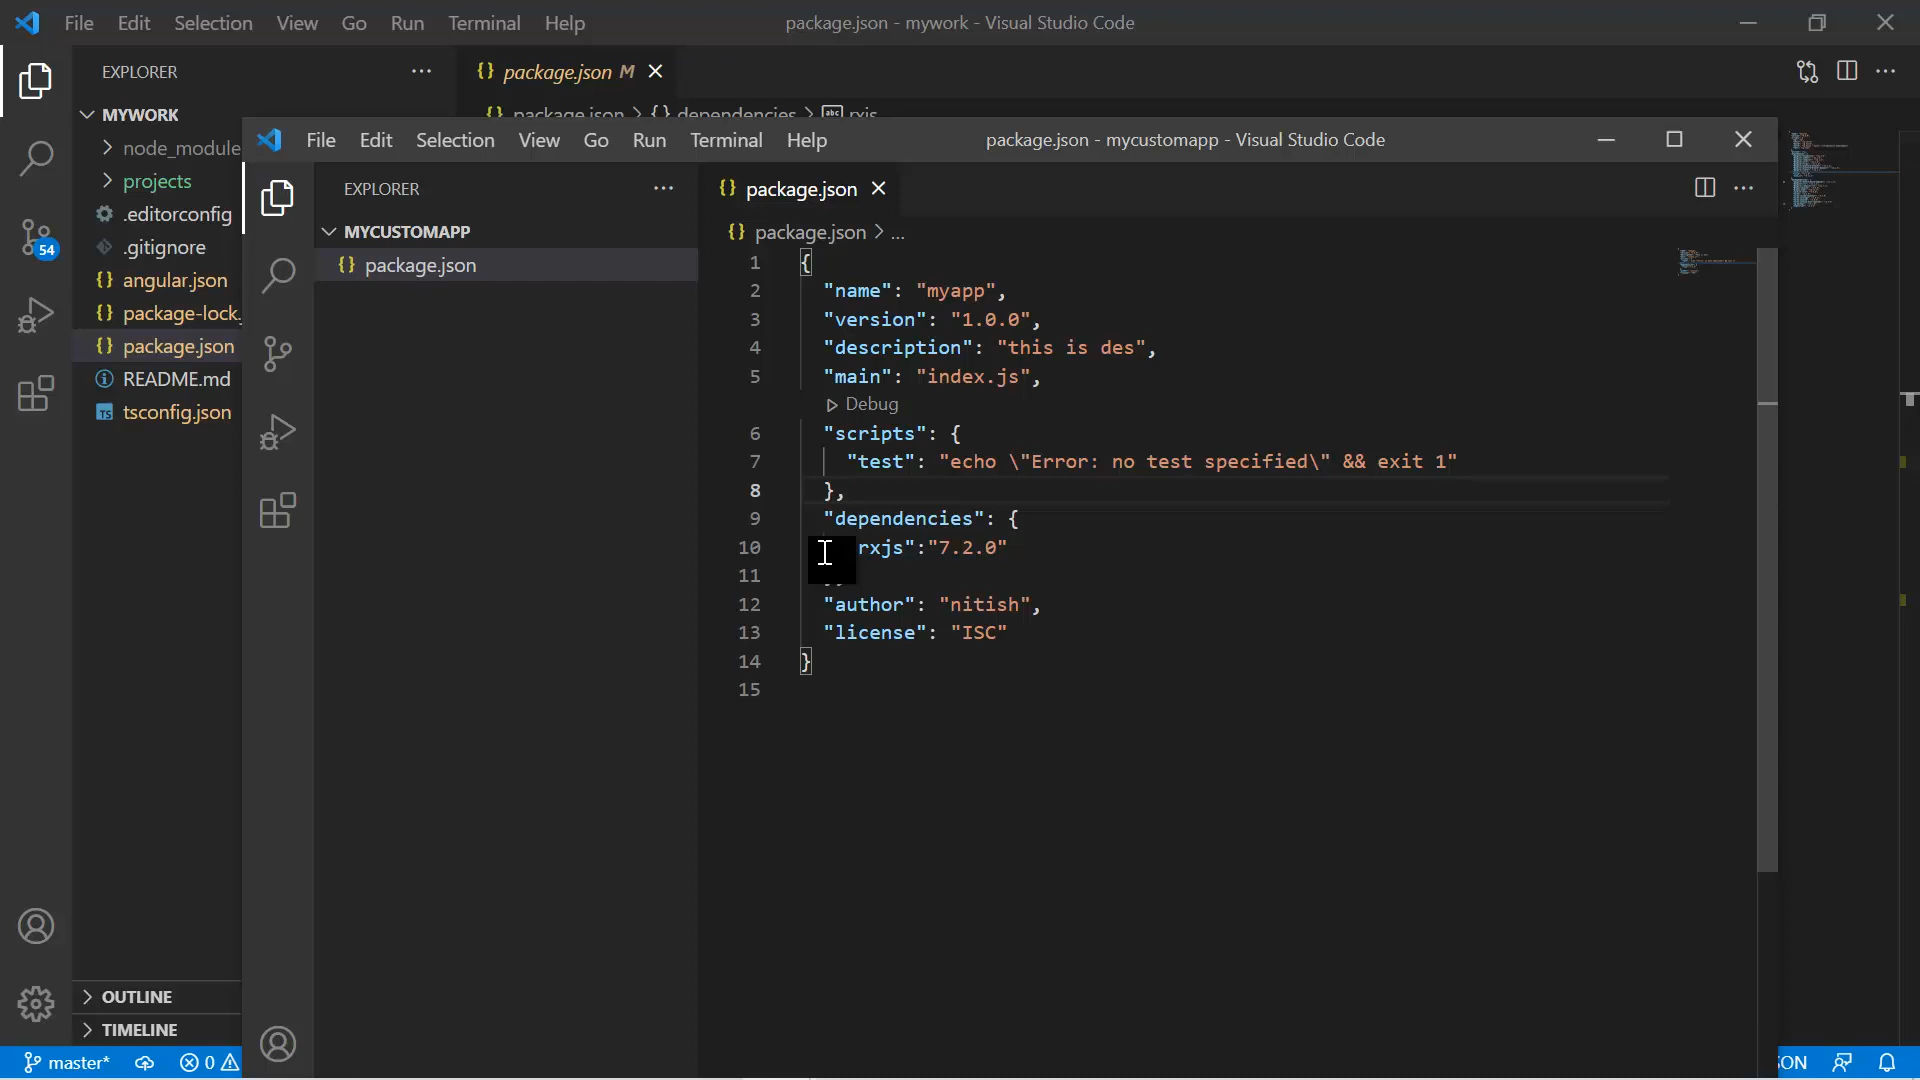 File Edit Selection View Go Run Terminal Help
package.json - mywork - Visual Studio Code
EXPLORER
package.json M
MYWORK
package.json > dependencies > rxjs
node_module
projects
.editorconfig
.gitignore
54
angular.json
package-lock.
package.json
README.md
TS tsconfig.json
OUTLINE
TIMELINE
master*
0
File Edit Selection View Go Run Terminal Help
package.json - mycustomapp - Visual Studio Code
EXPLORER
{} package.json
MYCUSTOMAPP
{} package.json
{} package.json > ...
1 {
2 "name": "myapp",
3 "version": "1.0.0",
4 "description": "this is des",
5 "main": "index.js",
Debug
6 "scripts": {
7 "test": "echo \"Error: no test specified\" && exit 1"
8 },
9 "dependencies": {
10 rxjs":"7.2.0"
11
12 "author": "nitish",
13 "license": "ISC"
14 }
15